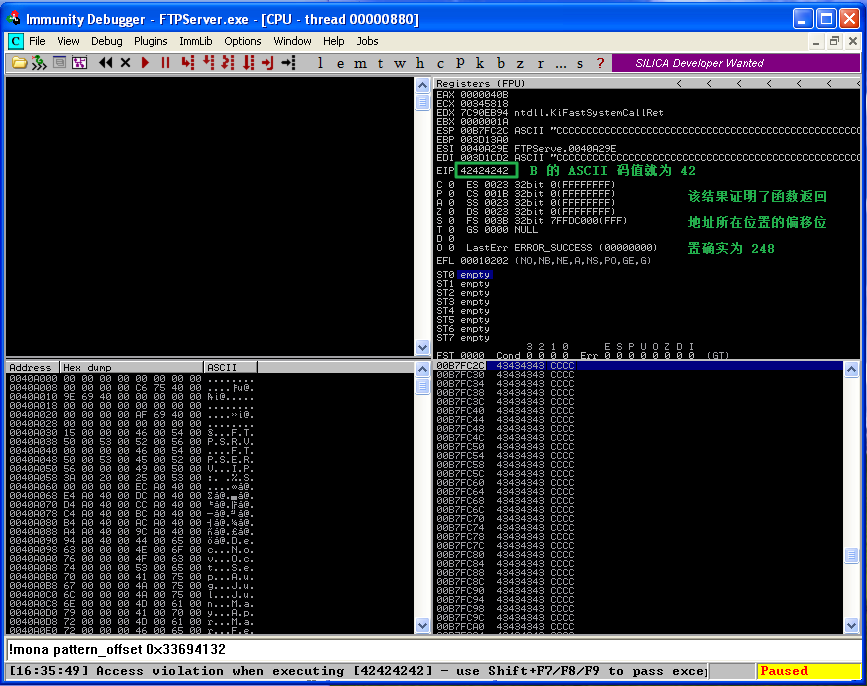 Immunity Debugger - FTPServer.exe - [CPU - thread 00000880]
C File View Debug Plugins ImmLib Options Window Help Jobs
l e m t w h c P k b z r ... s ? SILICA Developer Wanted
Registers (FPU) < < < < < < <
EAX 0000040B
ECX 00345818
EDX 7C90EB94 ntdll.KiFastSystemCallRet
EBX 0000001A
ESP 00B7FC2C ASCII "CCCCCCCCCCCCCCCCCCCCCCCCCCCCCCCCCCCCCCCCCC
EBP 003D13A0
ESI 0040A29E FTPServe.0040A29E
EDI 003D1CD2 ASCII "CCCCCCCCCCCCCCCCCCCCCCCCCCCCCCCCCCCCCCCCCC
EIP 42424242 B 的 ASCII 码值就为 42
C 0 ES 0023 32bit 0(FFFFFFFF)
P 0 CS 001B 32bit 0(FFFFFFFF) 该结果证明了函数返回
A 0 SS 0023 32bit 0(FFFFFFFF)
Z 0 DS 0023 32bit 0(FFFFFFFF)
S 0 FS 003B 32bit 7FFDC000(FFF) 地址所在位置的偏移位
T 0 GS 0000 NULL
D 0
O 0 LastErr ERROR_SUCCESS (00000000) 置确实为 248
EFL 00010202 (NO,NB,NE,A,NS,PO,GE,G)
ST0 empty
ST1 empty
ST2 empty
ST3 empty
ST4 empty
ST5 empty
ST6 empty
ST7 empty
3 2 1 0 E S P U O Z D I
FST 0000 Cond 0 0 0 0 Err 0 0 0 0 0 0 0 0 (GT)
Address Hex dump ASCII
0040A000 00 00 00 00 00 00 00 00 ........
0040A008 00 00 00 00 C6 75 40 00
0040A010 9E 69 40 00 00 00 00 00
0040A018 00 00 00 00 00 00 00 00 ........
0040A020 00 00 00 00 AF 69 40 00 ....»i@.
0040A028 00 00 00 00 00 00 00 00 ........
0040A030 15 00 00 00 46 00 54 00
0040A038 50 00 53 00 52 00 56 00 P.S.R.V.
0040A040 00 00 00 00 46 00 54 00 ....F.T.
0040A048 50 00 53 00 45 00 52 00 P.S.E.R.
0040A050 56 00 00 00 49 00 50 00 V...I.P.
0040A058 3A 00 20 00 25 00 53 00 :. .%.S.
0040A060 00 00 00 00 EC A0 40 00
0040A068 E4 A0 40 00 DC A0 40 00
0040A070 D4 A0 40 00 CC A0 40 00
0040A078 C4 A0 40 00 BC A0 40 00
0040A080 B4 A0 40 00 AC A0 40 00
0040A088 A4 A0 40 00 9C A0 40 00
0040A090 94 A0 40 00 44 00 65 00 öá@.D.e.
0040A098 63 00 00 00 4E 00 6F 00 c...N.o.
0040A0A0 76 00 00 00 4F 00 63 00 v...O.c.
0040A0A8 74 00 00 00 53 00 65 00 t...S.e.
0040A0B0 70 00 00 00 41 00 75 00 p...A.u.
0040A0B8 67 00 00 00 4A 00 75 00 g...J.u.
0040A0C0 6C 00 00 00 4A 00 75 00 l...J.u.
0040A0C8 6E 00 00 00 4D 00 61 00 n...M.a.
0040A0D0 79 00 00 00 41 00 70 00 y...A.p.
0040A0D8 72 00 00 00 4D 00 61 00 r...M.a.
0040A0E0 72 00 00 00 46 00 65 00 r...F.e.
00B7FC2C 43434343 CCCC
00B7FC30 43434343 CCCC
00B7FC34 43434343 CCCC
00B7FC38 43434343 CCCC
00B7FC3C 43434343 CCCC
00B7FC40 43434343 CCCC
00B7FC44 43434343 CCCC
00B7FC48 43434343 CCCC
00B7FC4C 43434343 CCCC
00B7FC50 43434343 CCCC
00B7FC54 43434343 CCCC
00B7FC58 43434343 CCCC
00B7FC5C 43434343 CCCC
00B7FC60 43434343 CCCC
00B7FC64 43434343 CCCC
00B7FC68 43434343 CCCC
00B7FC6C 43434343 CCCC
00B7FC70 43434343 CCCC
00B7FC74 43434343 CCCC
00B7FC78 43434343 CCCC
00B7FC7C 43434343 CCCC
00B7FC80 43434343 CCCC
00B7FC84 43434343 CCCC
00B7FC88 43434343 CCCC
00B7FC8C 43434343 CCCC
00B7FC90 43434343 CCCC
00B7FC94 43434343 CCCC
00B7FC98 43434343 CCCC
00B7FC9C 43434343 CCCC
00B7FCA0 43434343 CCCC
!mona pattern_offset 0x33694132
[16:35:49] Access violation when executing [42424242] - use Shift+F7/F8/F9 to pass exce Paused